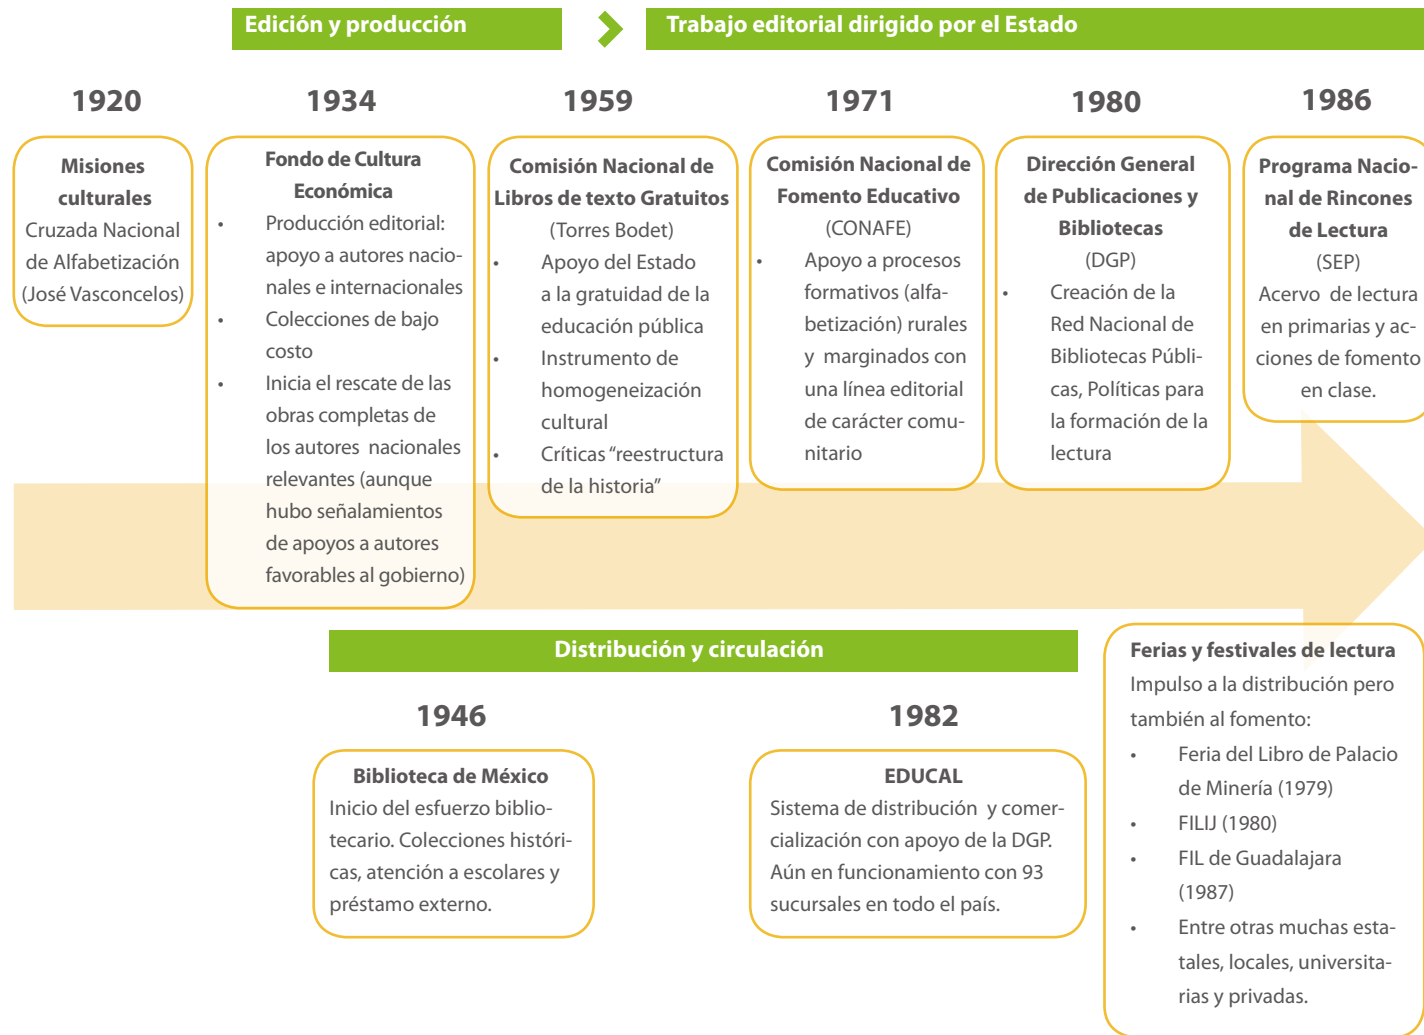 Edición y producción
Trabajo editorial dirigido por el Estado
1920
Misiones
culturales
Cruzada Nacional
de Alfabetización
(José Vasconcelos)
1934
Fondo de Cultura
Económica
• Producción editorial:
apoyo a autores nacio-
nales e internacionales
• Colecciones de bajo
costo
• Inicia el rescate de las
obras completas de
los autores nacionales
relevantes (aunque
hubo señalamientos
de apoyos a autores
favorables al gobierno)
1959
Comisión Nacional de
Libros de texto Gratuitos
(Torres Bodet)
• Apoyo del Estado
a la gratuidad de la
educación pública
• Instrumento de
homogeneización
cultural
• Críticas “reestructura
de la historia”
1971
Comisión Nacional de
Fomento Educativo
(CONAFE)
• Apoyo a procesos
formativos (alfa-
betización) rurales
y marginados con
una línea editorial
de carácter comu-
nitario
1980
Dirección General
de Publicaciones y
Bibliotecas
(DGP)
• Creación de la
Red Nacional de
Bibliotecas Públi-
cas, Políticas para
la formación de la
lectura
1986
Programa Nacio-
nal de Rincones
de Lectura
(SEP)
Acervo de lectura
en primarias y ac-
ciones de fomento
en clase.
Distribución y circulación
1946
Biblioteca de México
Inicio del esfuerzo biblio-
tecario. Colecciones históri-
cas, atención a escolares y
préstamo externo.
1982
EDUCAL
Sistema de distribución y comer-
cialización con apoyo de la DGP.
Aún en funcionamiento con 93
sucursales en todo el país.
Ferias y festivales de lectura
Impulso a la distribución pero
también al fomento:
• Feria del Libro de Palacio
de Minería (1979)
• FILIJ (1980)
• FIL de Guadalajara
(1987)
• Entre otras muchas esta-
tales, locales, universita-
rias y privadas.